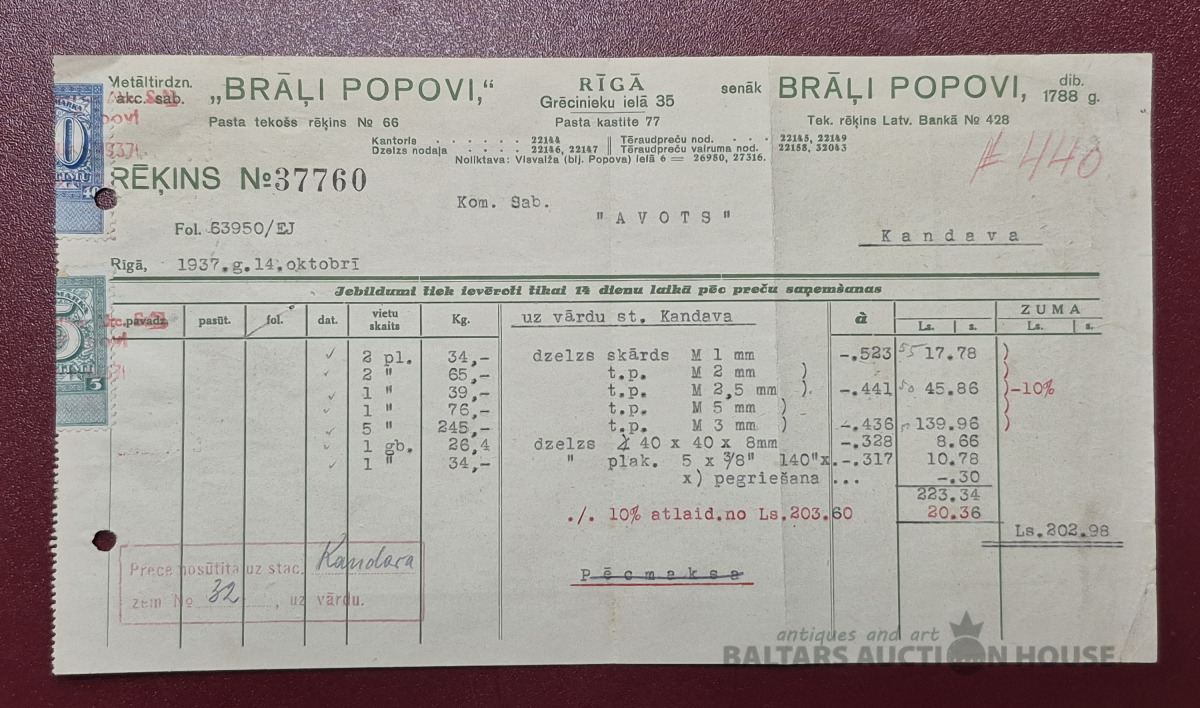 Metāltirdzn. akc. sab. „BRĀĻI POPOVI,“ RĪGĀ senāk BRĀĻI POPOVI, dib. 1788 g.
Grēcinieku ielā 35
Pasta tekošs rēķins № 66 Pasta kastite 77 Tek. rēķins Latv. Bankā № 428
Kantoris . . . . . . . 22144 Tēraudpreču nod. . . . 22145, 22149
Dzelzs nodaļa . . . . . 22146, 22147 Tēraudpreču vairuma nod. . 22158, 32043
Noliktava: Visvalža (bij. Popova) ielā 6 = 26980, 27316.
# 440
RĒĶINS №37760
Kom. Sab.
"AVOTS"
Fol. 63950/EJ
Kandava
Rīgā, 1937.g.14.oktobrī
Jebildumi tiek ievēroti tikai 14 dienu laikā pēc preču saņemšanas
pavadz. pasūt. fol. dat. vietu skaits Kg. uz vārdu st. Kandava à Ls. s. ZUMA Ls. s.
2 pl. 34,- dzelzs skārds M 1 mm -.523 17.78 )
2 " 65,- t.p. M 2 mm ) )
1 " 39,- t.p. M 2,5 mm ). -.441 45.86 )-10%
1 " 76,- t.p. M 5 mm ) )
5 " 245,- t.p. M 3 mm ) -.436 139.96 )
1 gb. 26,4 dzelzs ∠ 40 x 40 x 8mm -.328 8.66
1 " 34,- " plak. 5 x 3/8" 140"x.-.317 10.78
x) pegriešana ... -.30
223.34
./. 10% atlaid.no Ls.203.60 20.36
Ls.202.98
Pēcmaksa
Prece nosūtīta uz stac. Kandava
zem № 32, uz vārdu.
5
antiques and art
BALTARS AUCTION HOUSE